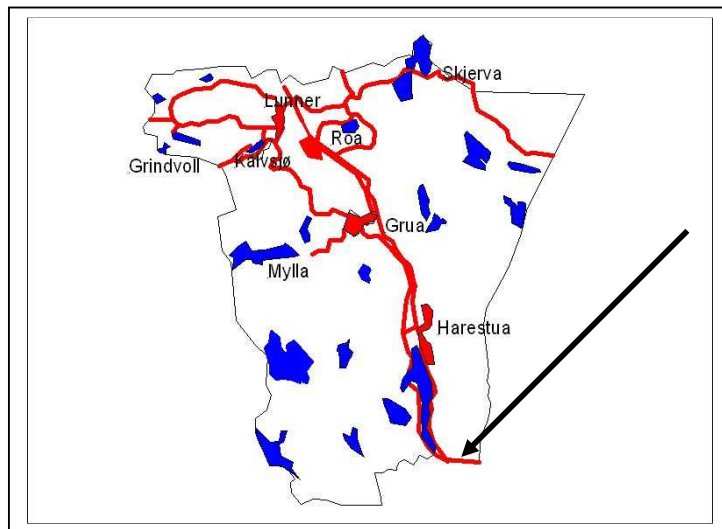 Skjerva
Lunner
Roa
Grindvoll
Kalvsjø
Grua
Mylla
Harestua